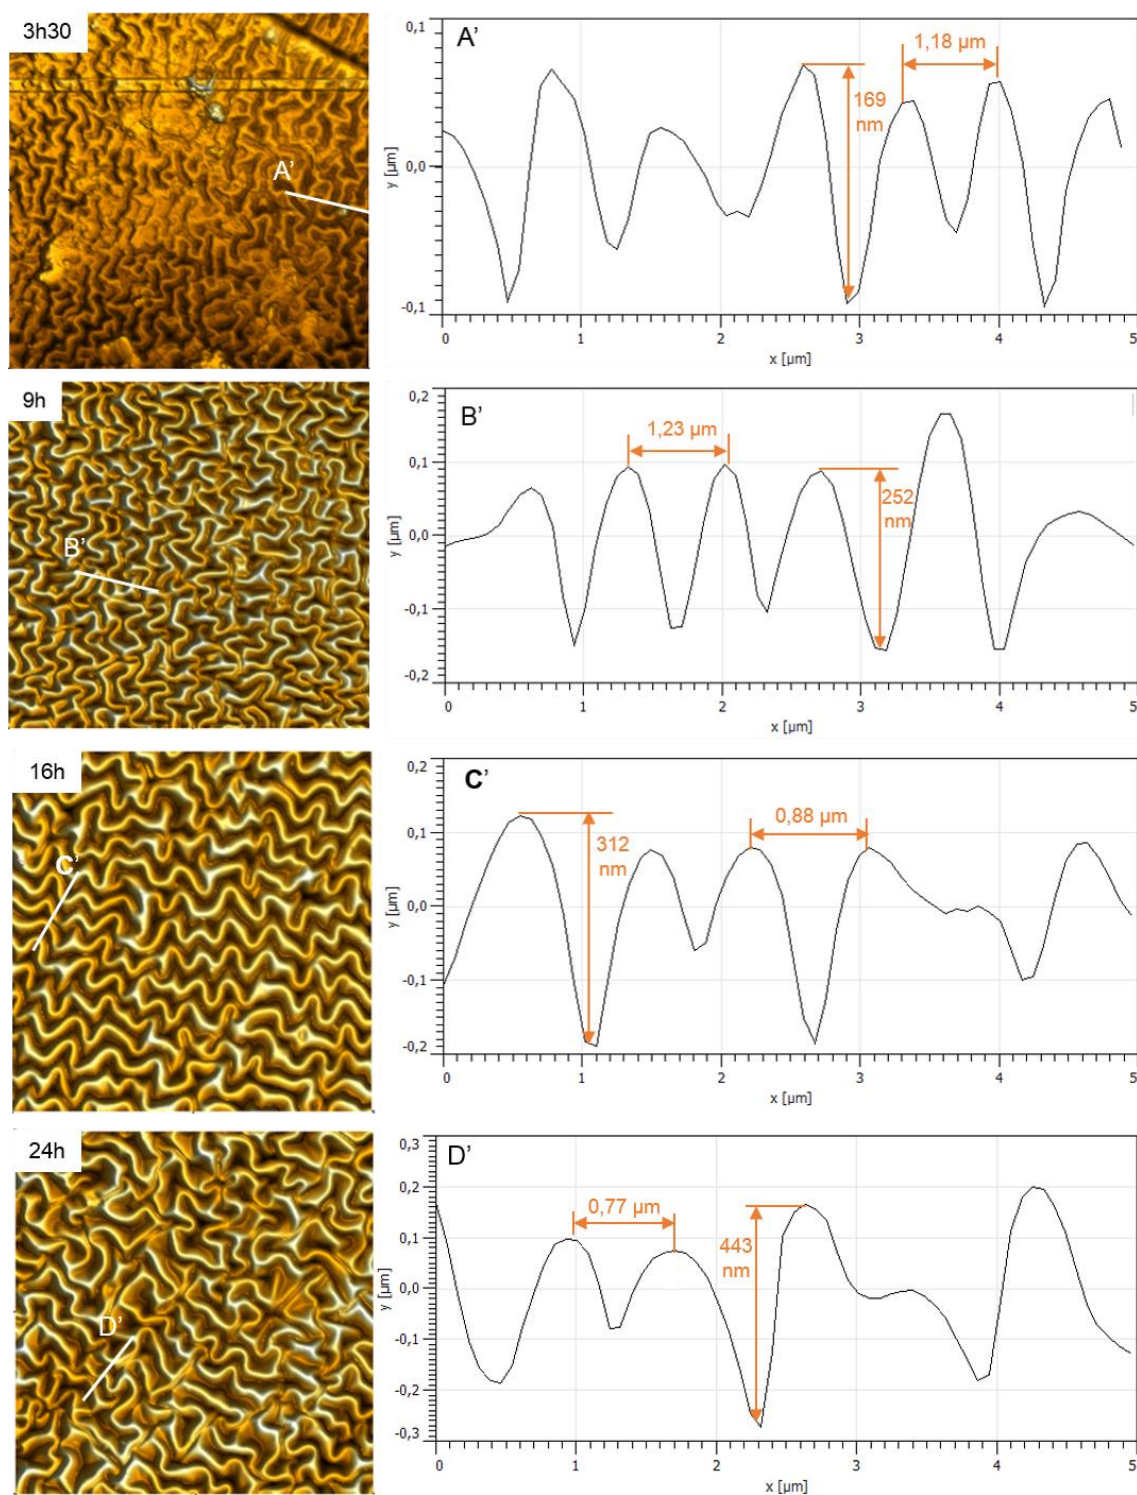 3h30
A'
A'
0,1
0,0
-0,1
y [µm]
1,18 µm
169
nm
0 1 2 3 4 5
x [µm]
9h
B'
B'
0,2
0,1
0,0
-0,1
-0,2
y [µm]
1,23 µm
252
nm
0 1 2 3 4 5
x [µm]
16h
C'
C'
0,2
0,1
0,0
-0,1
-0,2
y [µm]
312
nm
0,88 µm
0 1 2 3 4 5
x [µm]
24h
D'
D'
0,3
0,2
0,1
0,0
-0,1
-0,2
-0,3
y [µm]
0,77 µm
443
nm
0 1 2 3 4 5
x [µm]